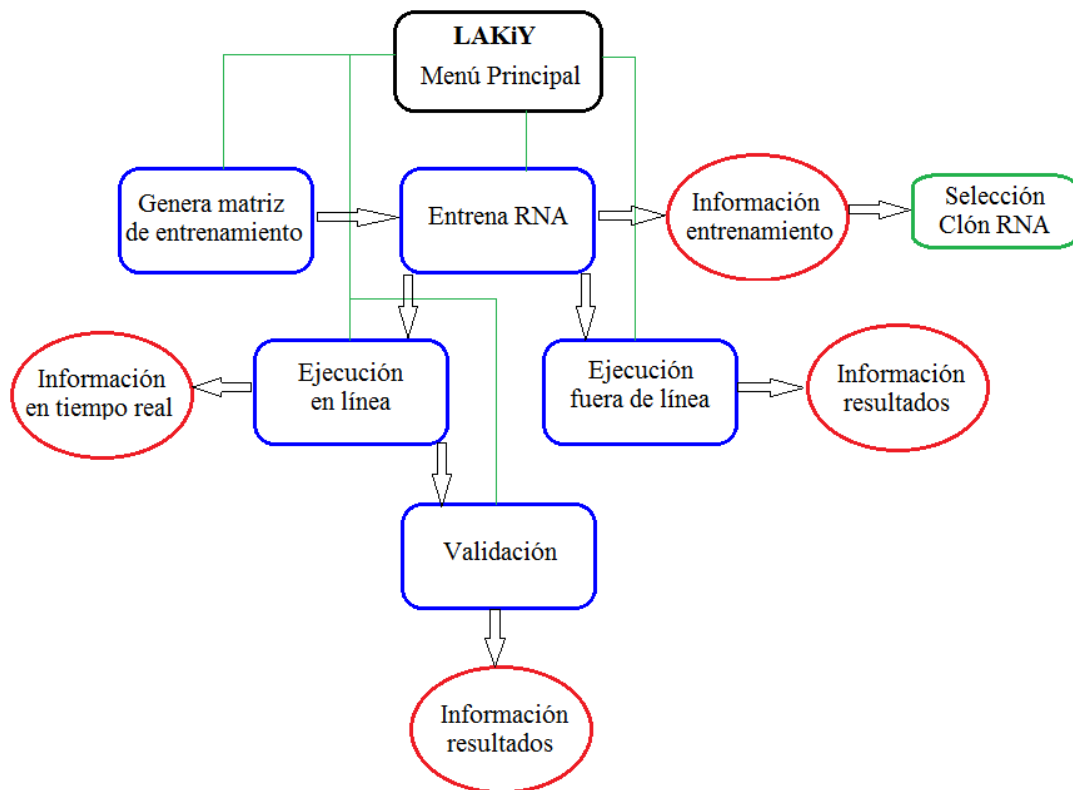 LAKiY
Menú Principal
Genera matriz
de entrenamiento
Entrena RNA
Información
entrenamiento
Selección
Clón RNA
Información
en tiempo real
Ejecución
en línea
Ejecución
fuera de línea
Información
resultados
Validación
Información
resultados